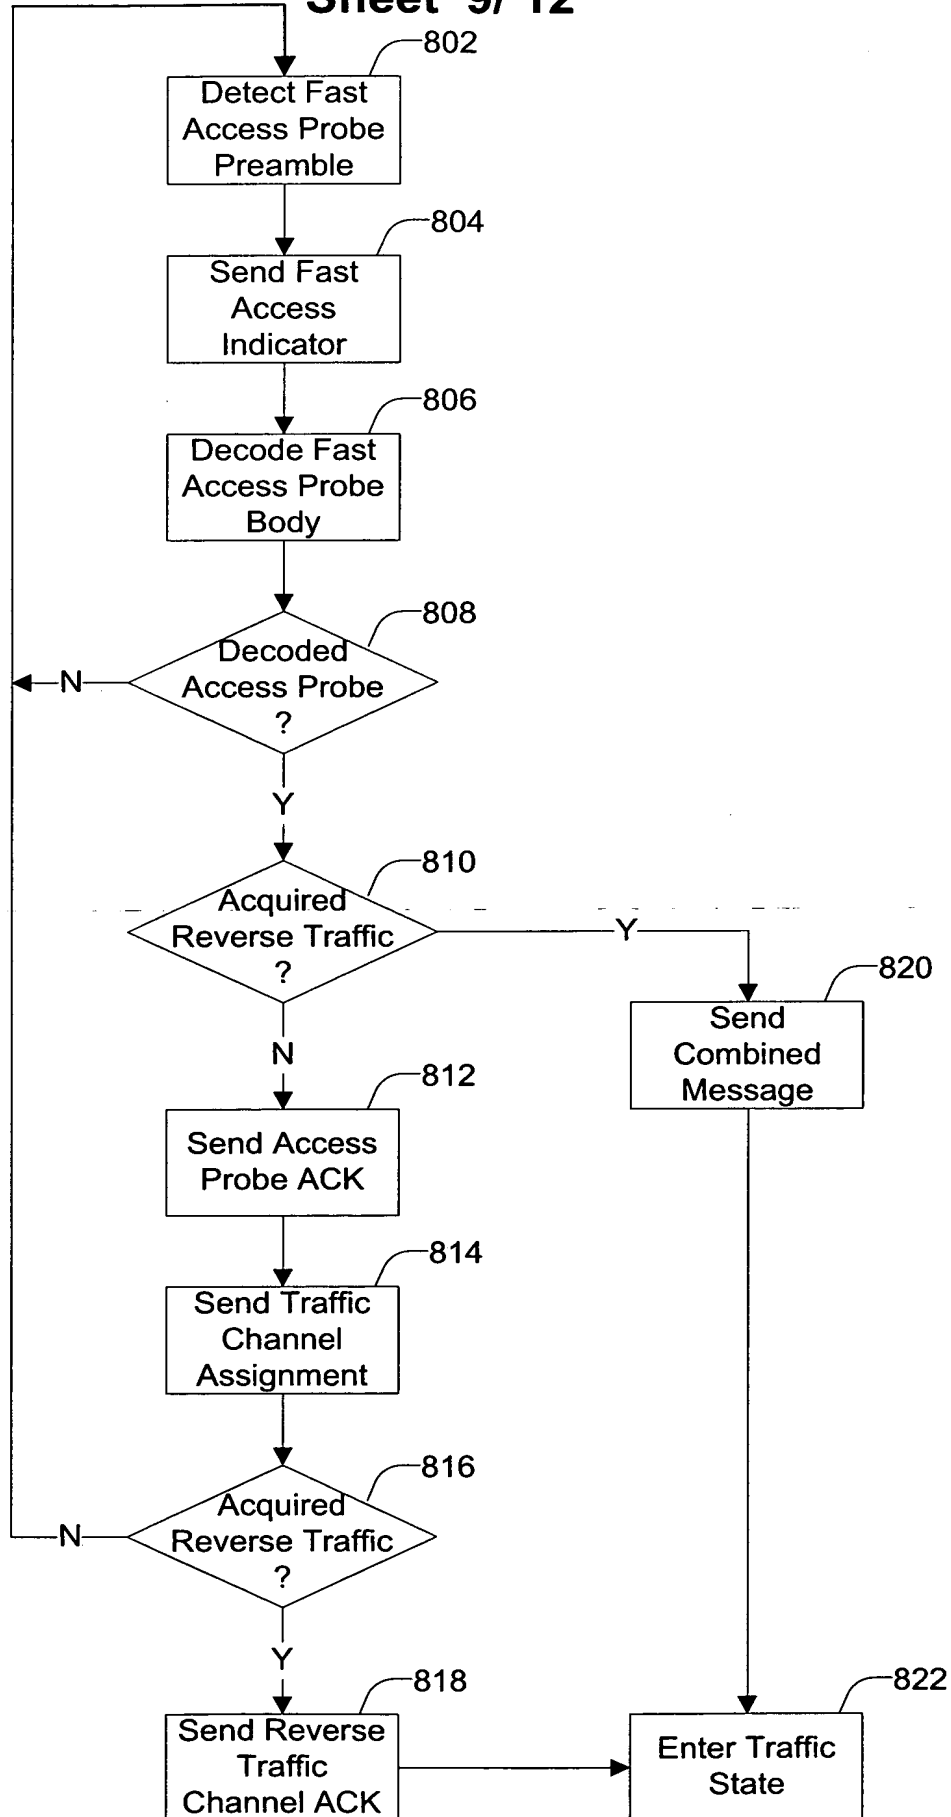 Sheet 9/ 12
802
Detect Fast
Access Probe
Preamble
804
Send Fast
Access
Indicator
806
Decode Fast
Access Probe
Body
808
Decoded
Access Probe
?
N
Y
810
Acquired
Reverse Traffic
?
Y
820
Send
Combined
Message
N
812
Send Access
Probe ACK
814
Send Traffic
Channel
Assignment
816
Acquired
Reverse Traffic
?
N
Y
818
Send Reverse
Traffic
Channel ACK
822
Enter Traffic
State